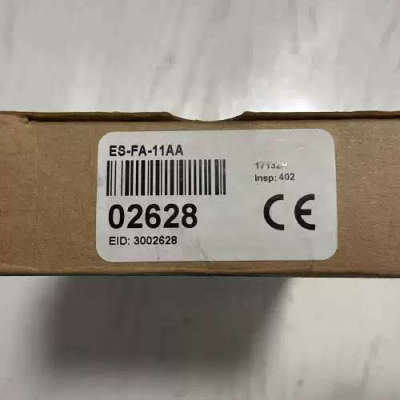 ES-FA-11AA
Insp: 402
02628
CE
EID: 3002628